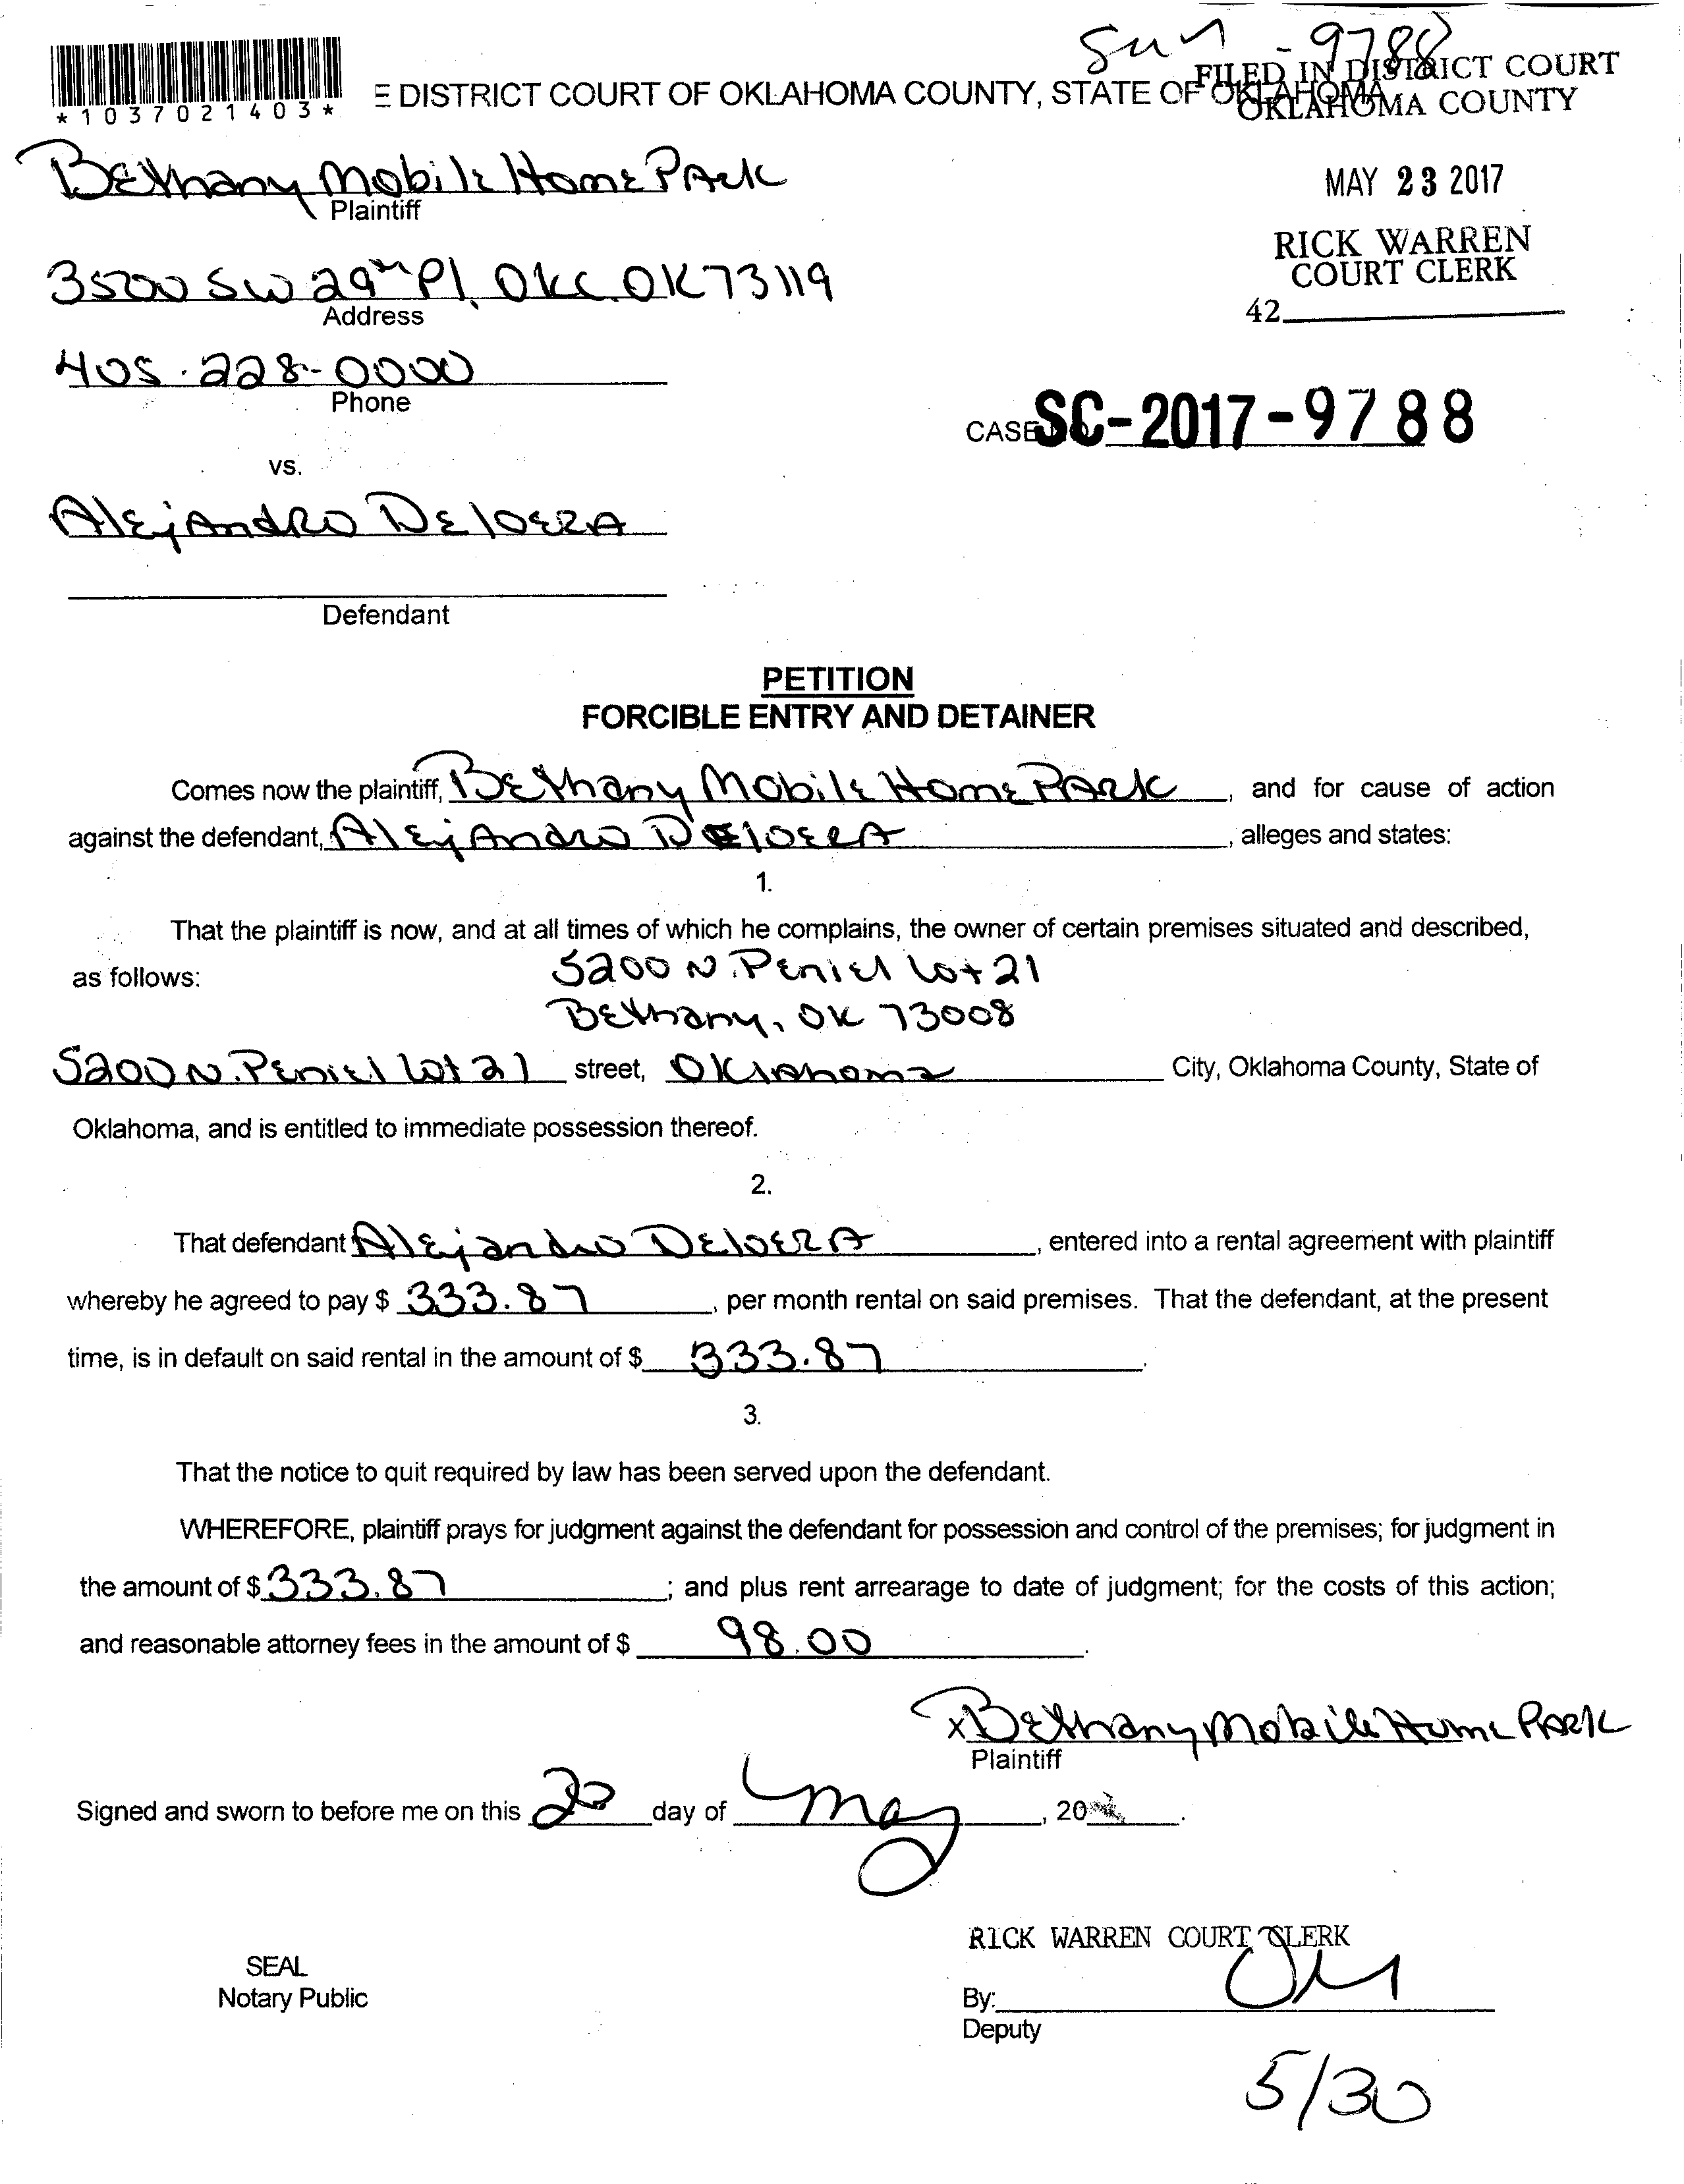 - 9788
*1037021403*
E DISTRICT COURT OF OKLAHOMA COUNTY, STATE OF OKLAHOMA
FILED IN DISTRICT COURT
OKLAHOMA COUNTY
Bethany Mobile Home Park
Plaintiff
MAY 23 2017
RICK WARREN
COURT CLERK
42
3500 SW 29th Pl. OKC OK 73119
Address
405.228-0000
Phone
CASE SC-2017-9788
vs.
Alejandro Deloera
Defendant
PETITION
FORCIBLE ENTRY AND DETAINER
Comes now the plaintiff, Bethany Mobile Home Park, and for cause of action
against the defendant, Alejandro Deloera, alleges and states:
1.
That the plaintiff is now, and at all times of which he complains, the owner of certain premises situated and described,
as follows: 5200 N. Peniel Lot 21
Bethany, OK 73008
5200 N. Peniel Lot 21 street, Oklahoma City, Oklahoma County, State of
Oklahoma, and is entitled to immediate possession thereof.
2.
That defendant Alejandro Deloera, entered into a rental agreement with plaintiff
whereby he agreed to pay $ 333.87, per month rental on said premises. That the defendant, at the present
time, is in default on said rental in the amount of $ 333.87.
3.
That the notice to quit required by law has been served upon the defendant.
WHEREFORE, plaintiff prays for judgment against the defendant for possession and control of the premises; for judgment in
the amount of $ 333.87; and plus rent arrearage to date of judgment; for the costs of this action;
and reasonable attorney fees in the amount of $ 98.00.
x Bethany Mobile Home Park
Plaintiff
Signed and sworn to before me on this day of May, 20
RICK WARREN COURT CLERK
SEAL
Notary Public
By:
Deputy
5/30